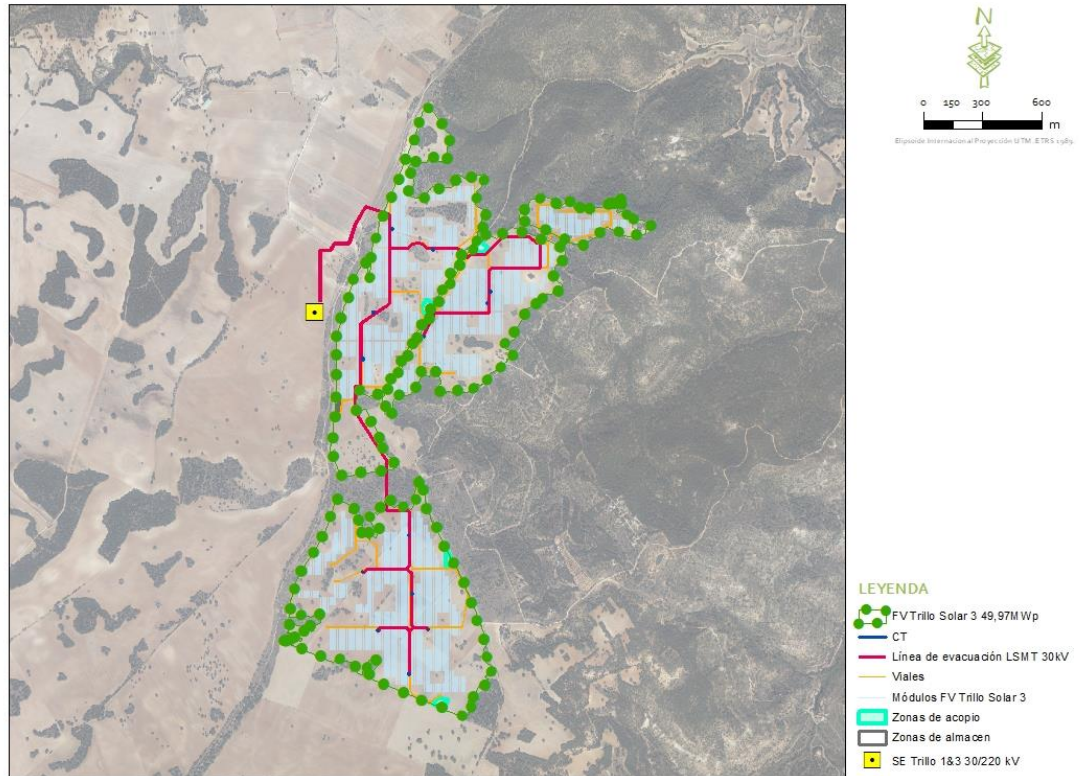 N
0 150 300 600
m
Elipsoide Internacional Proyección UTM. ETRS 1989.
LEYENDA
FV Trillo Solar 3 49,97MWp
CT
Línea de evacuación LSMT 30kV
Viales
Módulos FV Trillo Solar 3
Zonas de acopio
Zonas de almacen
SE Trillo 1&3 30/220 kV